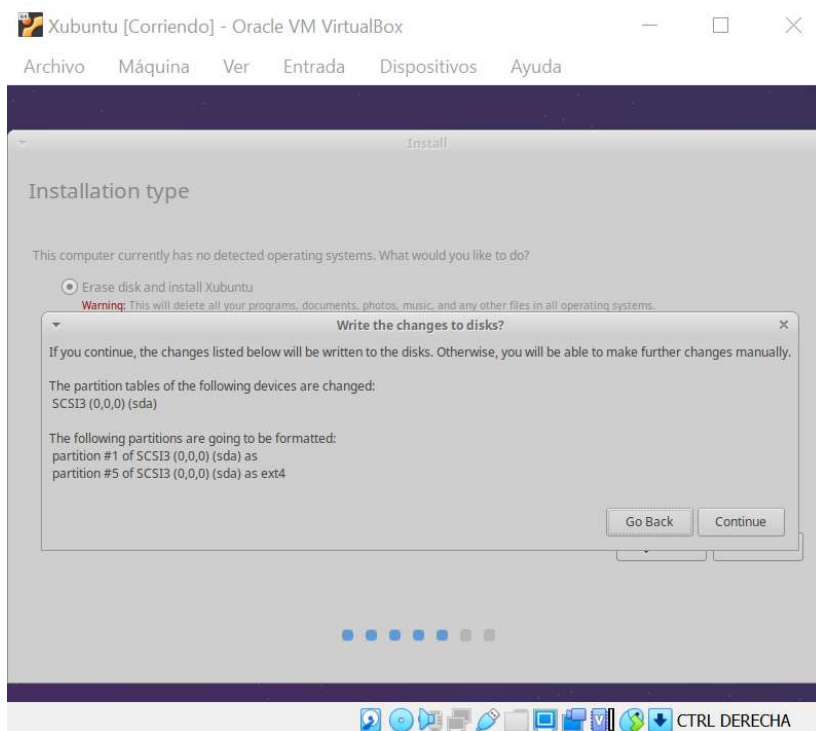 Xubuntu [Corriendo] - Oracle VM VirtualBox
Archivo Máquina Ver Entrada Dispositivos Ayuda
Install
Installation type
This computer currently has no detected operating systems. What would you like to do?
Erase disk and install Xubuntu
Warning: This will delete all your programs, documents, photos, music, and any other files in all operating systems.
Write the changes to disks?
If you continue, the changes listed below will be written to the disks. Otherwise, you will be able to make further changes manually.
The partition tables of the following devices are changed:
SCSI3 (0,0,0) (sda)
The following partitions are going to be formatted:
partition #1 of SCSI3 (0,0,0) (sda) as
partition #5 of SCSI3 (0,0,0) (sda) as ext4
Go Back Continue
CTRL DERECHA